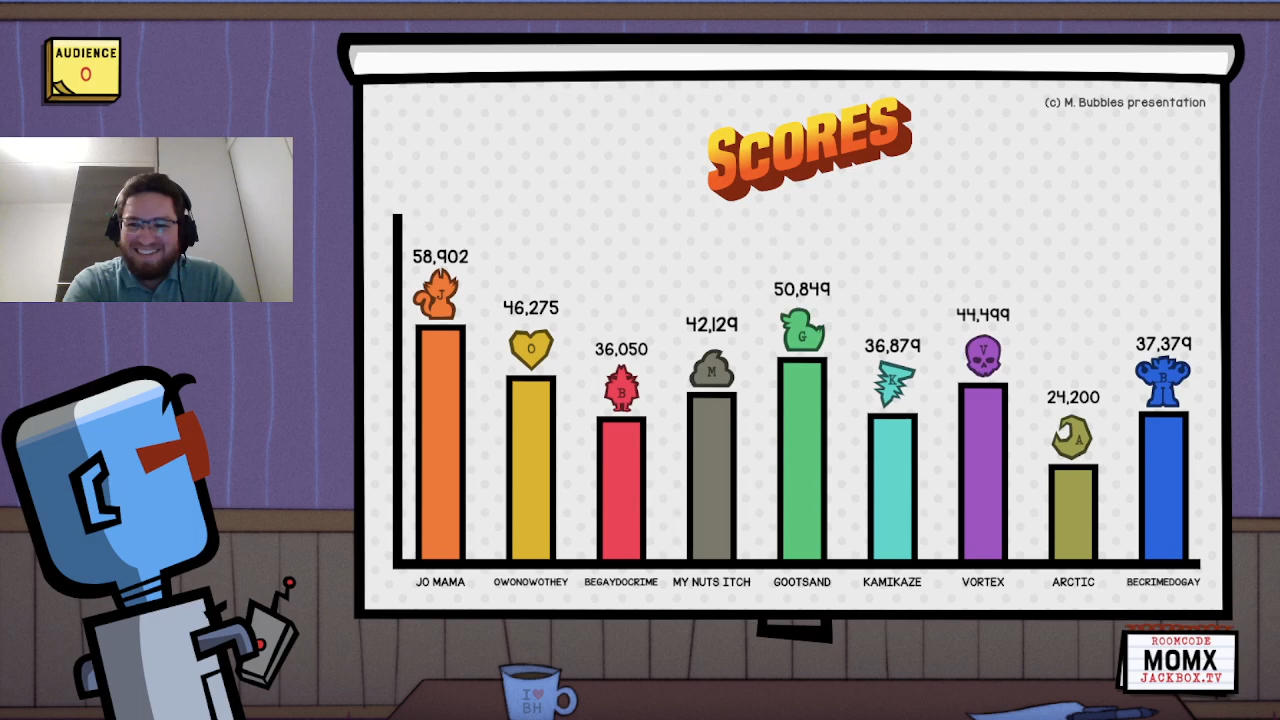 AUDIENCE
0
(c) M. Bubbles presentation
SCORES
58,902
46,275
36,050
42,129
50,849
36,879
44,499
24,200
37,379
J
O
B
M
G
K
V
A
B
JO MAMA
OWONOWOTHEY
BEGAYDOCRIME
MY NUTS ITCH
GOOTSAND
KAMIKAZE
VORTEX
ARCTIC
BECRIMEDOGAY
ROOMCODE
MOMX
JACKBOX.TV
I
BH